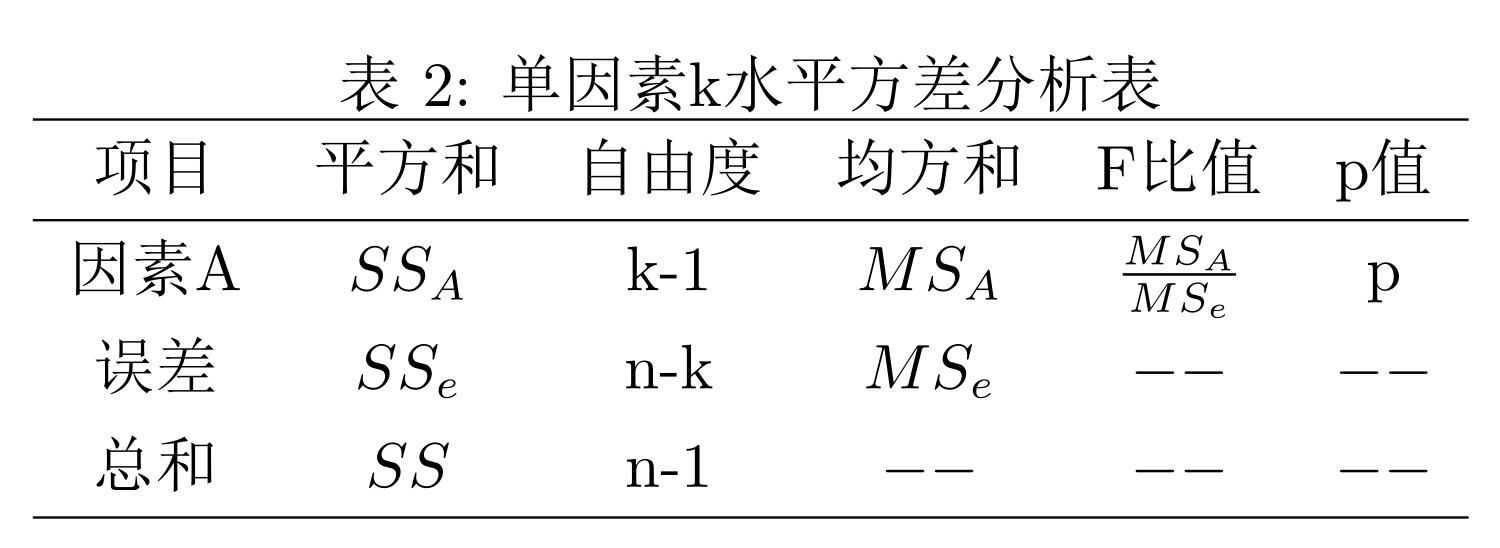 表 2: 单因素k水平方差分析表
项目 平方和 自由度 均方和 F比值 p值
因素A $SS_A$ k-1 $MS_A$ $\frac{MS_A}{MS_e}$ p
误差 $SS_e$ n-k $MS_e$ −− −−
总和 $SS$ n-1 −− −− −−